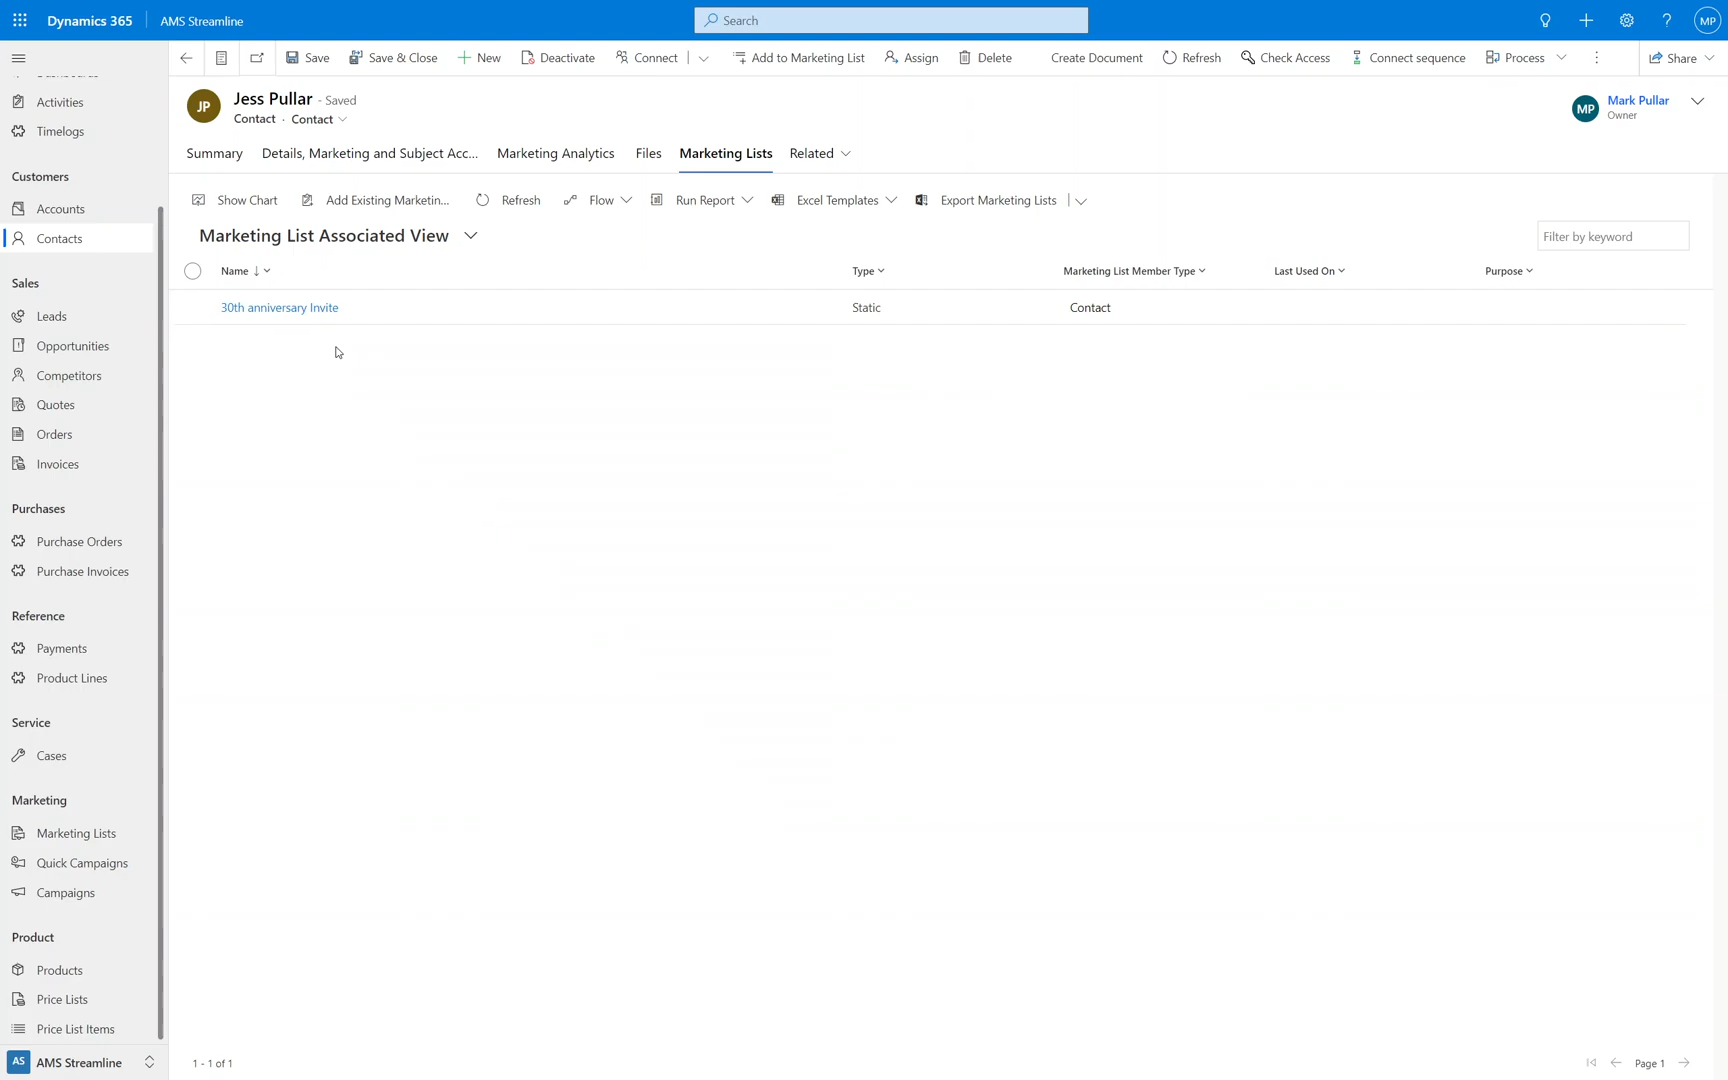 Dynamics 365 AMS Streamline Search MP
Save Save & Close New Deactivate Connect Add to Marketing List Assign Delete Create Document Refresh Check Access Connect sequence Process Share
Dashboards
Activities
Timelogs
Customers
Accounts
Contacts
Sales
Leads
Opportunities
Competitors
Quotes
Orders
Invoices
Purchases
Purchase Orders
Purchase Invoices
Reference
Payments
Product Lines
Service
Cases
Marketing
Marketing Lists
Quick Campaigns
Campaigns
Product
Products
Price Lists
Price List Items
AS AMS Streamline
JP
Jess Pullar - Saved
Contact · Contact
MP
Mark Pullar
Owner
Summary Details, Marketing and Subject Acc... Marketing Analytics Files Marketing Lists Related
Show Chart Add Existing Marketin... Refresh Flow Run Report Excel Templates Export Marketing Lists
Marketing List Associated View Filter by keyword
Name Type Marketing List Member Type Last Used On Purpose
30th anniversary Invite Static Contact
1 - 1 of 1 Page 1